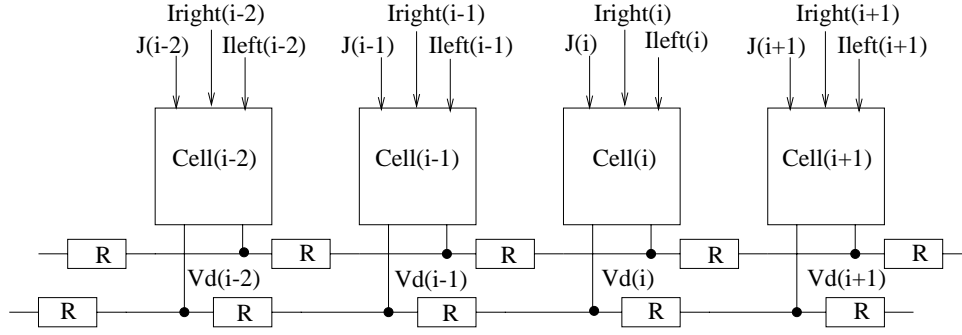 Iright(i-2) Iright(i-1) Iright(i) Iright(i+1)
J(i-2) Ileft(i-2) J(i-1) Ileft(i-1) J(i) Ileft(i) J(i+1) Ileft(i+1)
Cell(i-2) Cell(i-1) Cell(i) Cell(i+1)
R R R R R
Vd(i-2) Vd(i-1) Vd(i) Vd(i+1)
R R R R R